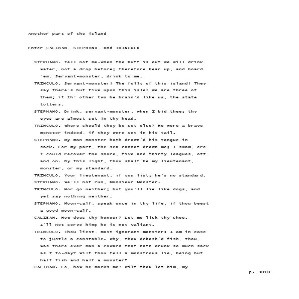 Another part of the island
Enter CALIBAN, STEPHANO, and TRINCULO
STEPHANO. Tell not me-when the butt is out we will drink
water, not a drop before; therefore bear up, and board
'em. Servant-monster, drink to me.
TRINCULO. Servant-monster! The folly of this island! They
say there's but five upon this isle: we are three of
them; if th' other two be brain'd like us, the state
totters.
STEPHANO. Drink, servant-monster, when I bid thee; thy
eyes are almost set in thy head.
TRINCULO. Where should they be set else? He were a brave
monster indeed, if they were set in his tail.
STEPHANO. My man-monster hath drown'd his tongue in
sack. For my part, the sea cannot drown me; I swam, ere
I could recover the shore, five and thirty leagues, off
and on. By this light, thou shalt be my lieutenant,
monster, or my standard.
TRINCULO. Your lieutenant, if you list; he's no standard.
STEPHANO. We'll not run, Monsieur Monster.
TRINCULO. Nor go neither; but you'll lie like dogs, and
yet say nothing neither.
STEPHANO. Moon-calf, speak once in thy life, if thou beest
a good moon-calf.
CALIBAN. How does thy honour? Let me lick thy shoe.
I'll not serve him; he is not valiant.
TRINCULO. Thou liest, most ignorant monster: I am in case
to justle a constable. Why, thou debosh'd fish, thou,
was there ever man a coward that hath drunk so much sack
as I to-day? Wilt thou tell a monstrous lie, being but
half fish and half a monster?
CALIBAN. Lo, how he mocks me! Wilt thou let him, my